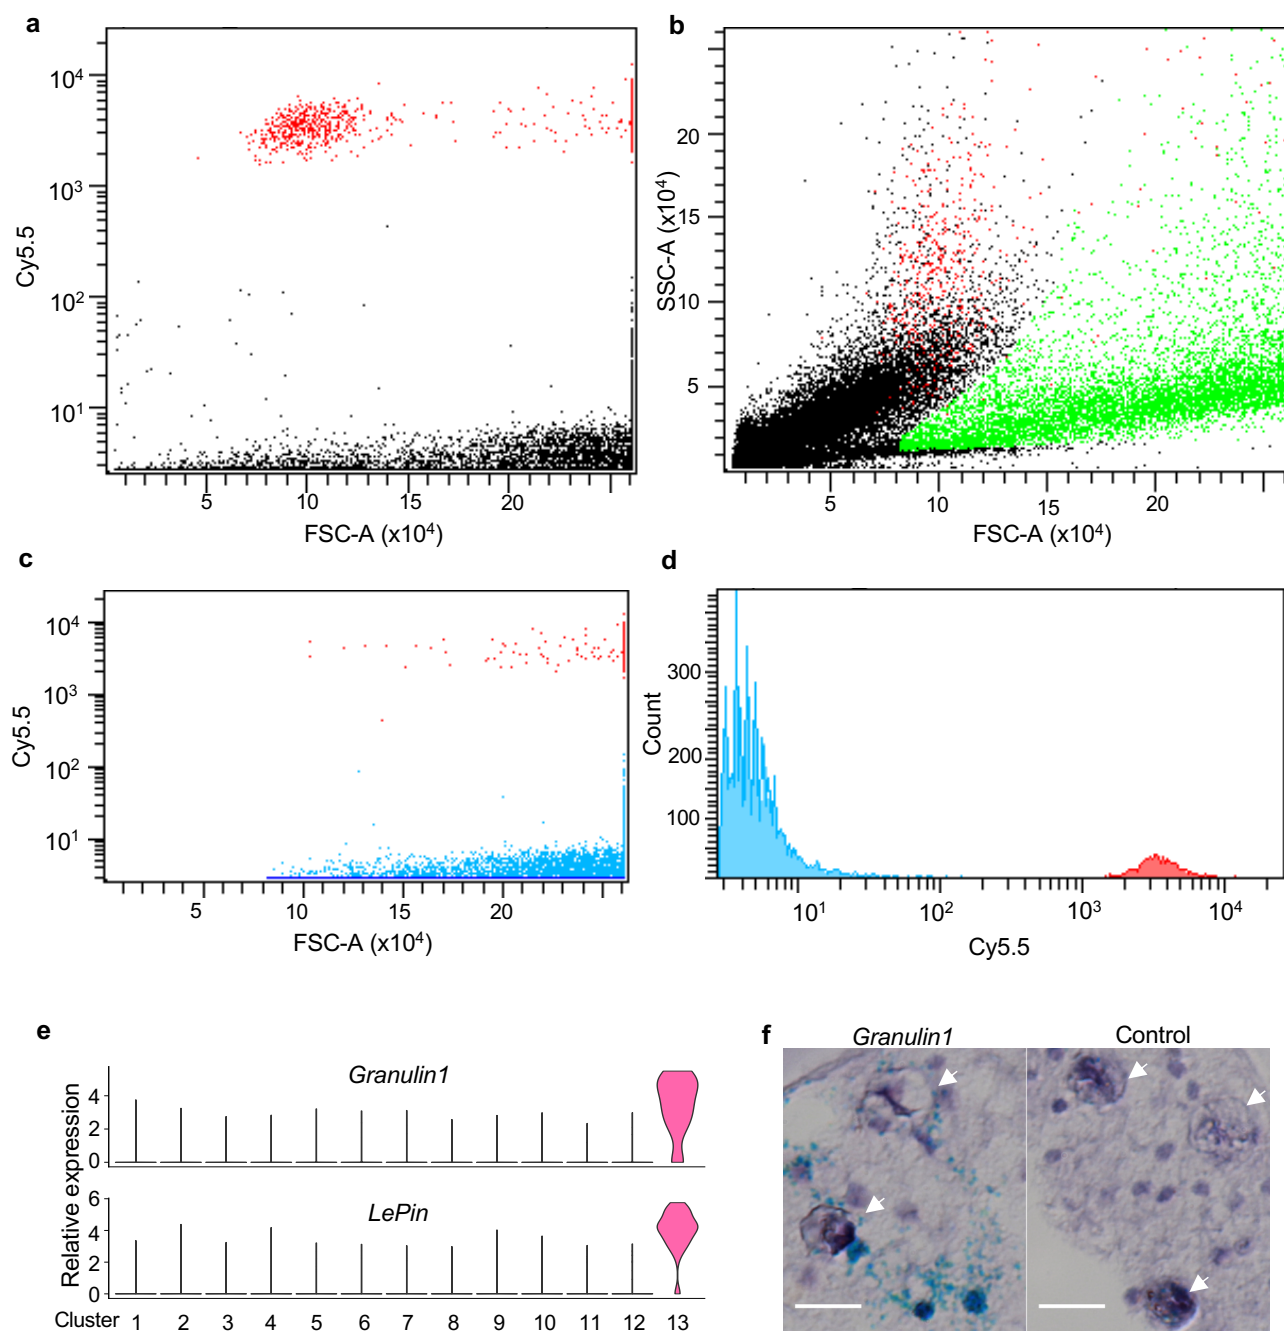 a
b
10⁴
10³
10²
10¹
Cy5.5
5
10
15
20
FSC-A (x10⁴)
20
15
10
5
SSC-A (x10⁴)
5
10
15
20
FSC-A (x10⁴)
c
d
10⁴
10³
10²
10¹
Cy5.5
5
10
15
20
FSC-A (x10⁴)
300
200
100
Count
10¹
10²
10³
10⁴
Cy5.5
e
Granulin1
4
2
0
LePin
6
4
2
0
Relative expression
Cluster 1 2 3 4 5 6 7 8 9 10 11 12 13
f
Granulin1
Control